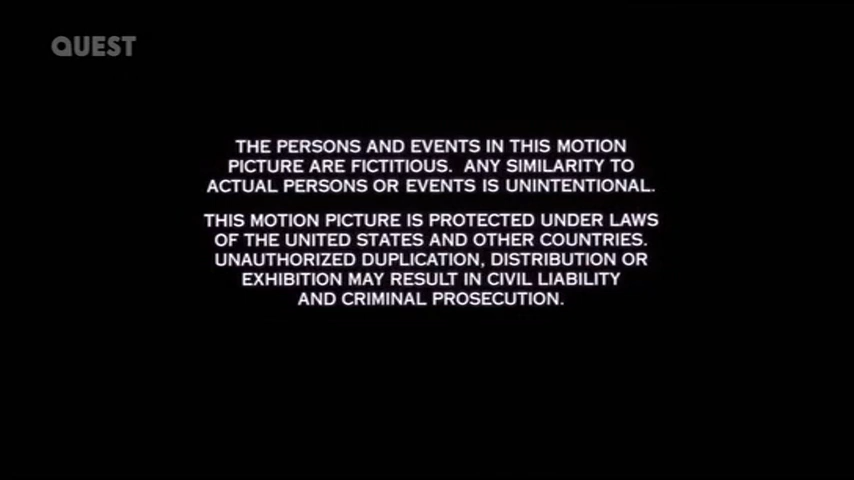 QUEST
THE PERSONS AND EVENTS IN THIS MOTION
PICTURE ARE FICTITIOUS. ANY SIMILARITY TO
ACTUAL PERSONS OR EVENTS IS UNINTENTIONAL.
THIS MOTION PICTURE IS PROTECTED UNDER LAWS
OF THE UNITED STATES AND OTHER COUNTRIES.
UNAUTHORIZED DUPLICATION, DISTRIBUTION OR
EXHIBITION MAY RESULT IN CIVIL LIABILITY
AND CRIMINAL PROSECUTION.